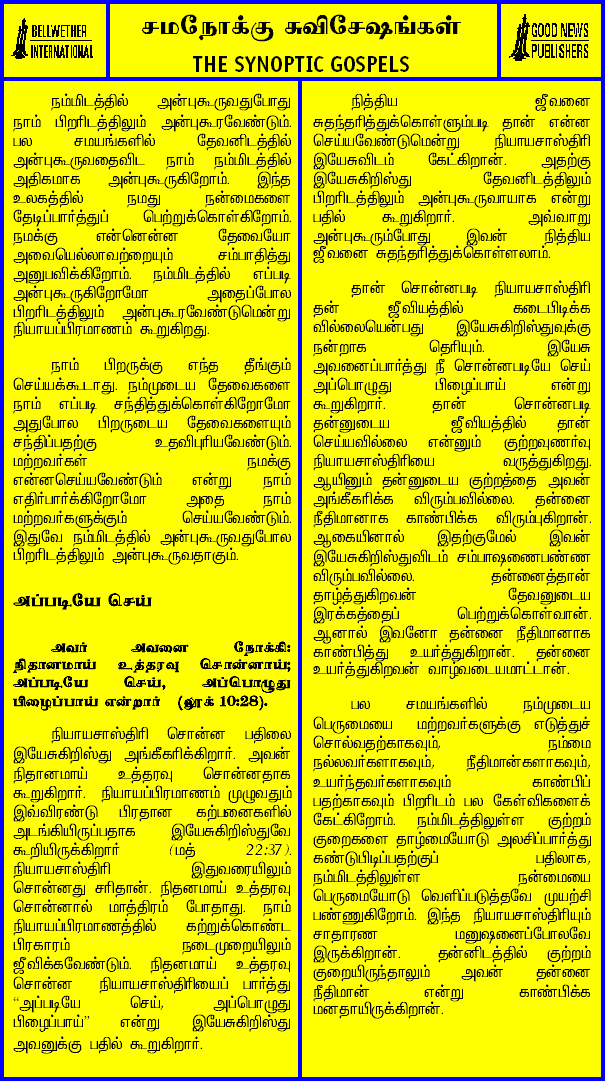 BELLWETHER
INTERNATIONAL
சமநோக்கு சுவிசேஷங்கள்
THE SYNOPTIC GOSPELS
GOOD NEWS
PUBLISHERS
நம்மிடத்தில் அன்புகூருவதுபோது
நாம் பிறரிடத்திலும் அன்புகூரவேண்டும்.
பல சமயங்களில் தேவனிடத்தில்
அன்புகூருவதைவிட நாம் நம்மிடத்தில்
அதிகமாக அன்புகூருகிறோம். இந்த
உலகத்தில் நமது நன்மைகளை
தேடிப்பார்த்துப் பெற்றுக்கொள்கிறோம்.
நமக்கு என்னென்ன தேவையோ
அவையெல்லாவற்றையும் சம்பாதித்து
அனுபவிக்கிறோம். நம்மிடத்தில் எப்படி
அன்புகூருகிறோமோ அதைப்போல
பிறரிடத்திலும் அன்புகூரவேண்டுமென்று
நியாயப்பிரமாணம் கூறுகிறது.
நாம் பிறருக்கு எந்த தீங்கும்
செய்யக்கூடாது. நம்முடைய தேவைகளை
நாம் எப்படி சந்தித்துக்கொள்கிறோமோ
அதுபோல பிறருடைய தேவைகளையும்
சந்திப்பதற்கு உதவிபுரியவேண்டும்.
மற்றவர்கள் நமக்கு
என்னசெய்யவேண்டும் என்று நாம்
எதிர்பார்க்கிறோமோ அதை நாம்
மற்றவர்களுக்கும் செய்யவேண்டும்.
இதுவே நம்மிடத்தில் அன்புகூருவதுபோல
பிறரிடத்திலும் அன்புகூருவதாகும்.
அப்படியே செய்
அவர் அவனை நோக்கி:
நிதானமாய் உத்தரவு சொன்னாய்;
அப்படியே செய், அப்பொழுது
பிழைப்பாய் என்றார் (லூக் 10:28).
நியாயசாஸ்திரி சொன்ன பதிலை
இயேசுகிறிஸ்து அங்கீகரிக்கிறார். அவன்
நிதானமாய் உத்தரவு சொன்னதாக
கூறுகிறார். நியாயப்பிரமாணம் முழுவதும்
இவ்விரண்டு பிரதான கற்பனைகளில்
அடங்கியிருப்பதாக இயேசுகிறிஸ்துவே
கூறியிருக்கிறார் (மத் 22:37).
நியாயசாஸ்திரி இதுவரையிலும்
சொன்னது சரிதான். நிதனமாய் உத்தரவு
சொன்னால் மாத்திரம் போதாது. நாம்
நியாயப்பிரமாணத்தில் கற்றுக்கொண்ட
பிரகாரம் நடைமுறையிலும்
ஜீவிக்கவேண்டும். நிதனமாய் உத்தரவு
சொன்ன நியாயசாஸ்திரியைப் பார்த்து
“அப்படியே செய், அப்பொழுது
பிழைப்பாய்” என்று இயேசுகிறிஸ்து
அவனுக்கு பதில் கூறுகிறார்.
நித்திய ஜீவனை
சுதந்தரித்துக்கொள்ளும்படி தான் என்ன
செய்யவேண்டுமென்று நியாயசாஸ்திரி
இயேசுவிடம் கேட்கிறான். அதற்கு
இயேசுகிறிஸ்து தேவனிடத்திலும்
பிறரிடத்திலும் அன்புகூருவாயாக என்று
பதில் கூறுகிறார். அவ்வாறு
அன்புகூரும்போது இவன் நித்திய
ஜீவனை சுதந்தரித்துக்கொள்ளலாம்.
தான் சொன்னபடி நியாயசாஸ்திரி
தன் ஜீவியத்தில் கடைபிடிக்க
வில்லையென்பது இயேசுகிறிஸ்துவுக்கு
நன்றாக தெரியும். இயேசு
அவனைப்பார்த்து நீ சொன்னபடியே செய்
அப்பொழுது பிழைப்பாய் என்று
கூறுகிறார். தான் சொன்னபடி
தன்னுடைய ஜீவியத்தில் தான்
செய்யவில்லை என்னும் குற்றவுணர்வு
நியாயசாஸ்திரியை வருத்துகிறது.
ஆயினும் தன்னுடைய குற்றத்தை அவன்
அங்கீகரிக்க விரும்பவில்லை. தன்னை
நீதிமானாக காண்பிக்க விரும்புகிறான்.
ஆகையினால் இதற்குமேல் இவன்
இயேசுகிறிஸ்துவிடம் சம்பாஷணைபண்ண
விரும்பவில்லை. தன்னைத்தான்
தாழ்த்துகிறவன் தேவனுடைய
இரக்கத்தைப் பெற்றுக்கொள்வான்.
ஆனால் இவனோ தன்னை நீதிமானாக
காண்பித்து உயர்த்துகிறான். தன்னை
உயர்த்துகிறவன் வாழ்வடையமாட்டான்.
பல சமயங்களில் நம்முடைய
பெருமையை மற்றவர்களுக்கு எடுத்துச்
சொல்வதற்காகவும், நம்மை
நல்லவர்களாகவும், நீதிமான்களாகவும்,
உயர்ந்தவர்களாகவும் காண்பிப்
பதற்காகவும் பிறரிடம் பல கேள்விகளைக்
கேட்கிறோம். நம்மிடத்திலுள்ள குற்றம்
குறைகளை தாழ்மையோடு அலசிப்பார்த்து
கண்டுபிடிப்பதற்குப் பதிலாக,
நம்மிடத்திலுள்ள நன்மையை
பெருமையோடு வெளிப்படுத்தவே முயற்சி
பண்ணுகிறோம். இந்த நியாயசாஸ்திரியும்
சாதாரண மனுஷனைப்போலவே
இருக்கிறான். தன்னிடத்தில் குற்றம்
குறையிருந்தாலும் அவன் தன்னை
நீதிமான் என்று காண்பிக்க
மனதாயிருக்கிறான்.